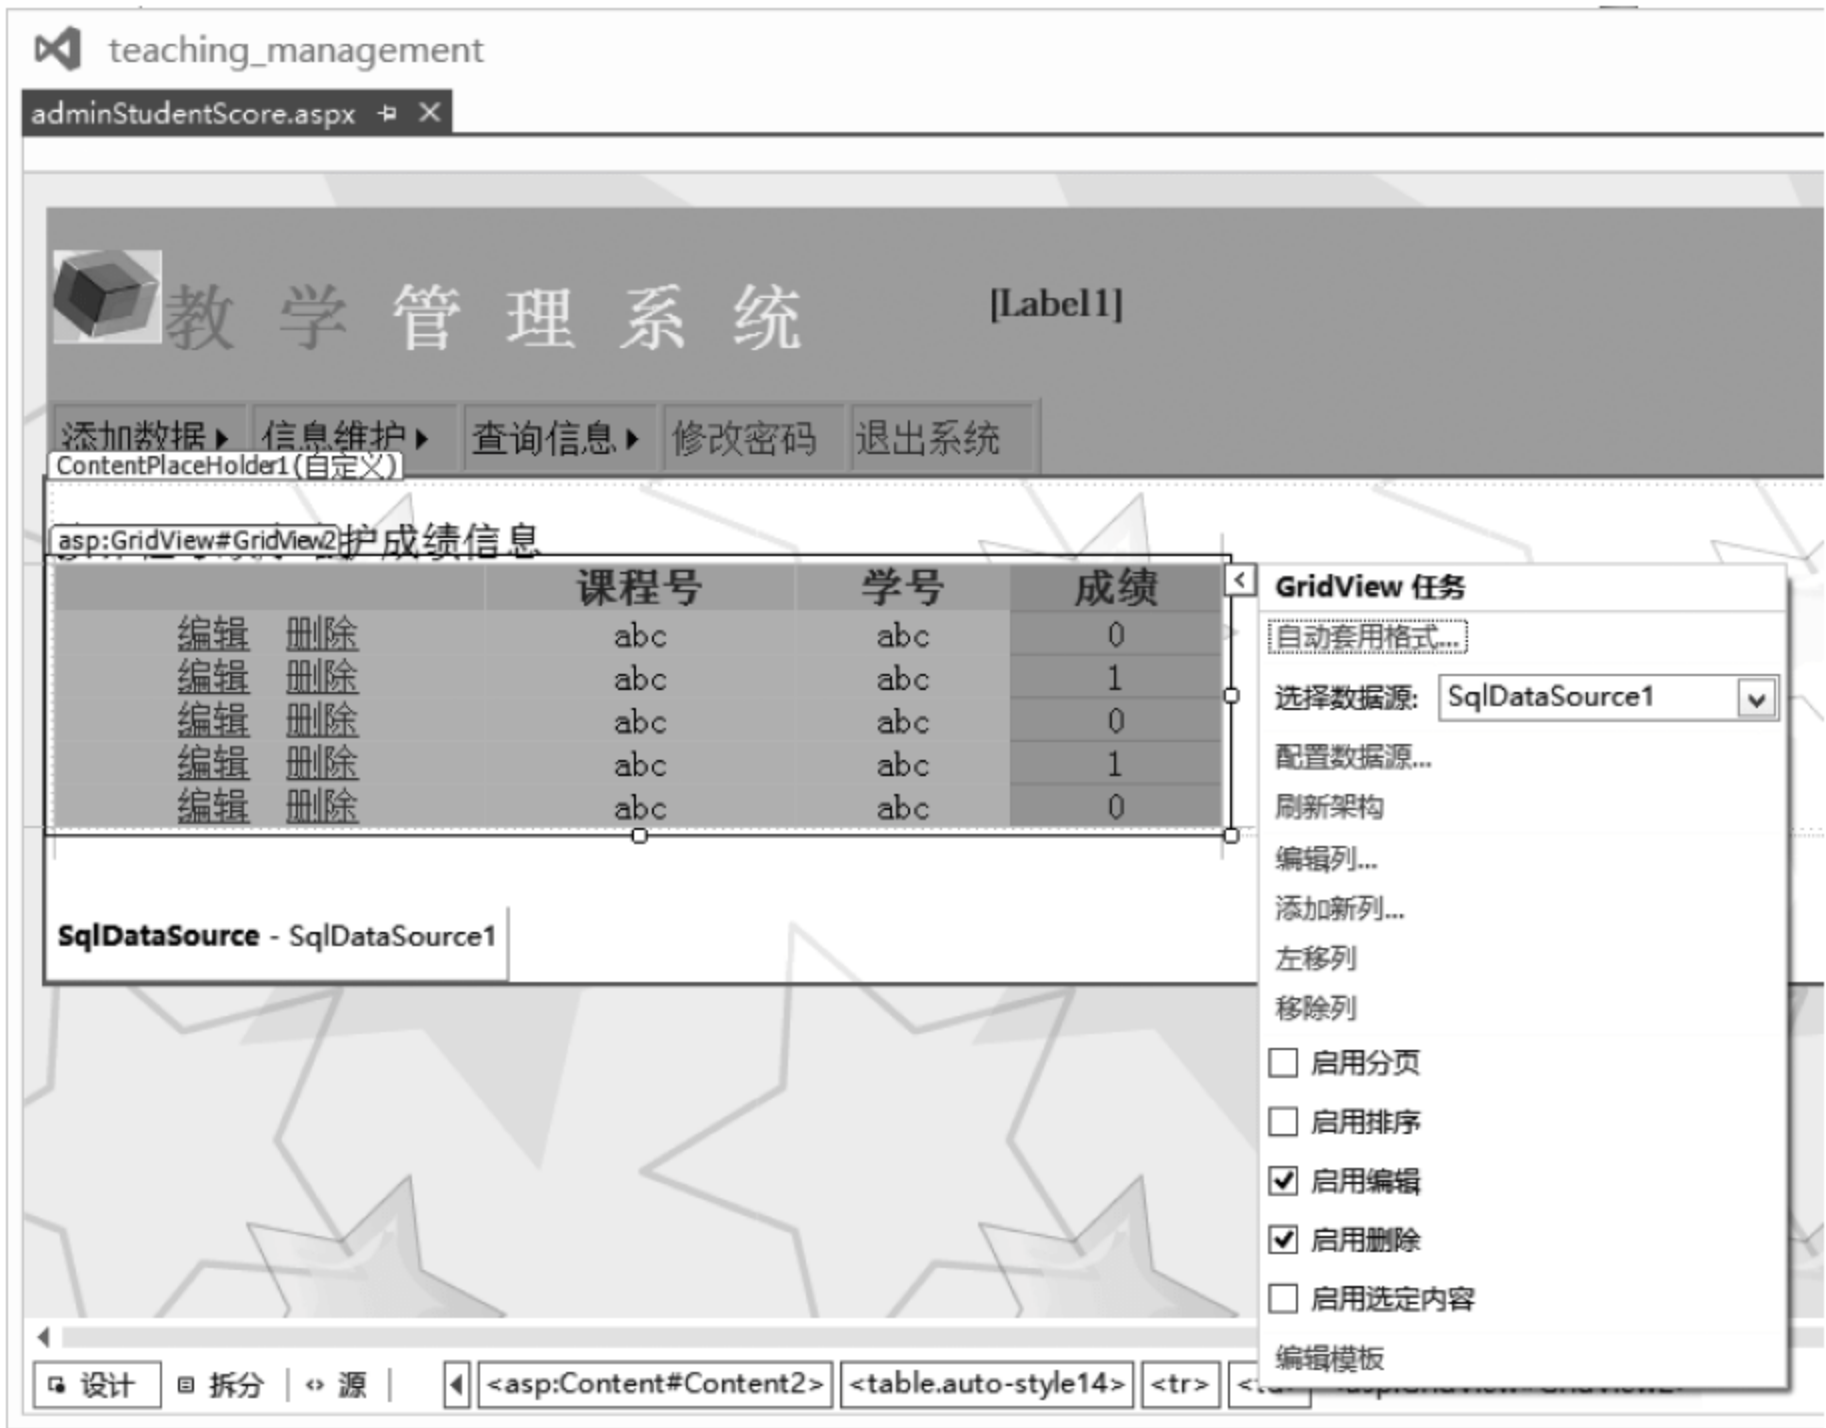 teaching_management
adminStudentScore.aspx
教 学 管 理 系 统
[Label1]
添加数据 信息维护 查询信息 修改密码 退出系统
ContentPlaceHolder1(自定义)
asp:GridView#GridView2
护成绩信息
课程号 学号 成绩
编辑 删除 abc abc 0
编辑 删除 abc abc 1
编辑 删除 abc abc 0
编辑 删除 abc abc 1
编辑 删除 abc abc 0
SqlDataSource - SqlDataSource1
GridView 任务
自动套用格式...
选择数据源: SqlDataSource1
配置数据源...
刷新架构
编辑列...
添加新列...
左移列
移除列
启用分页
启用排序
启用编辑
启用删除
启用选定内容
编辑模板
设计 拆分 源 <asp:Content#Content2> <table.auto-style14> <tr>